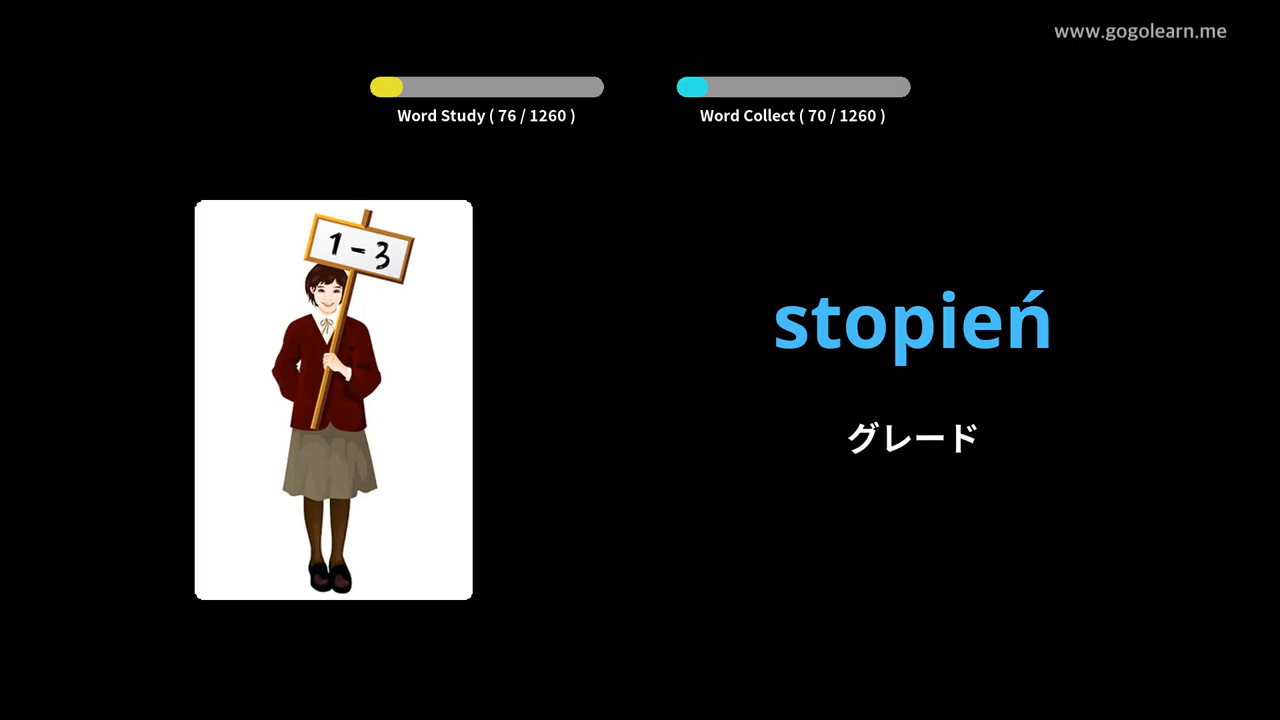 www.gogolearn.me
Word Study ( 76 / 1260 )
Word Collect ( 70 / 1260 )
1 - 3
stopień
グレード